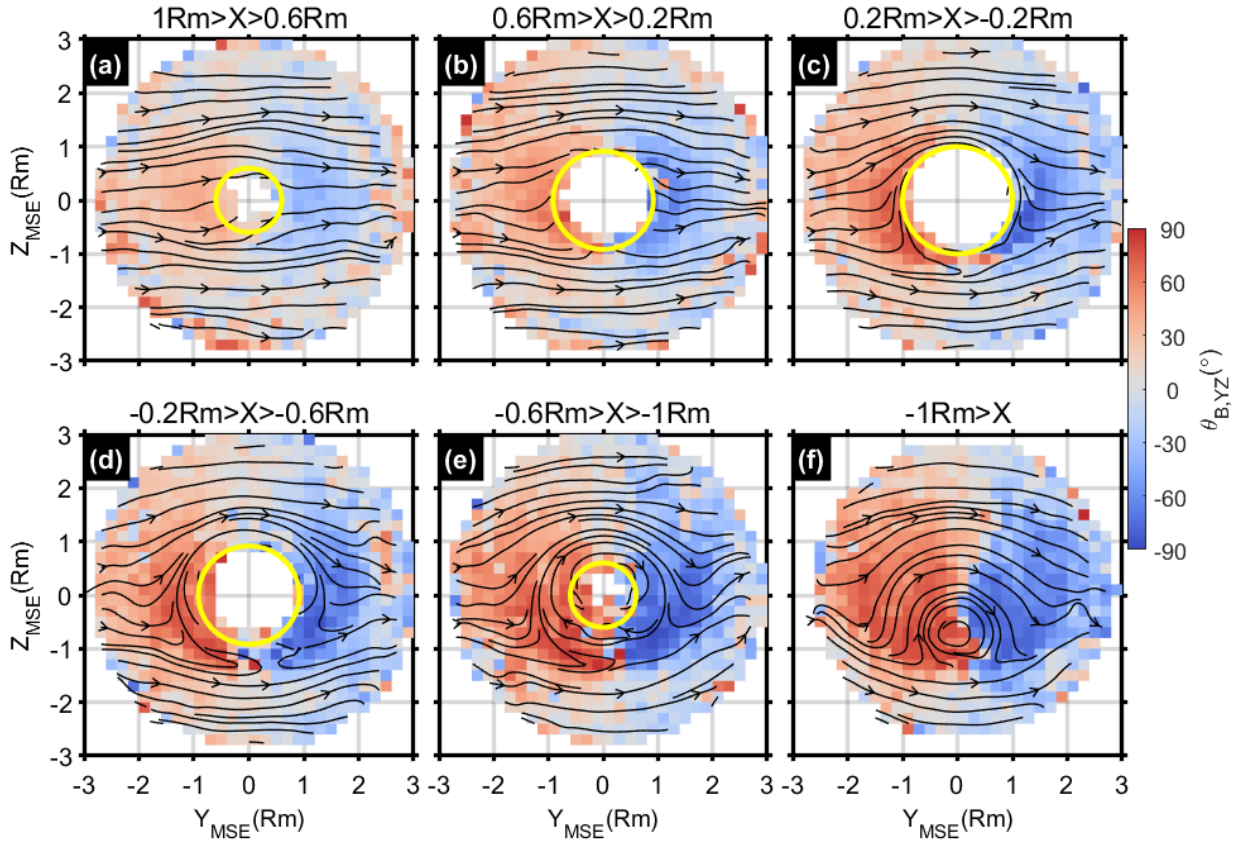 1Rm>X>0.6Rm 0.6Rm>X>0.2Rm 0.2Rm>X>-0.2Rm
(a) (b) (c)
3 2 1 0 -1 -2 -3
Z_MSE(Rm)
-0.2Rm>X>-0.6Rm -0.6Rm>X>-1Rm -1Rm>X
(d) (e) (f)
3 2 1 0 -1 -2 -3
Z_MSE(Rm)
-3 -2 -1 0 1 2 3 -3 -2 -1 0 1 2 3 -3 -2 -1 0 1 2 3
Y_MSE(Rm) Y_MSE(Rm) Y_MSE(Rm)
90 60 30 0 -30 -60 -90
θ_B,YZ(°)